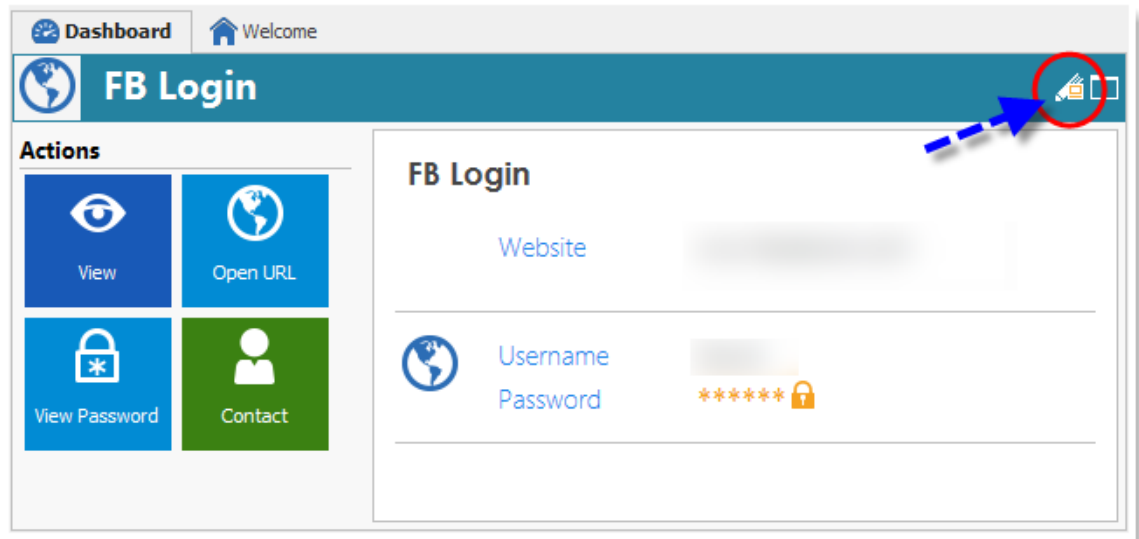 Dashboard
Welcome
FB Login
Actions
View
Open URL
View Password
Contact
FB Login
Website
Username
Password ******